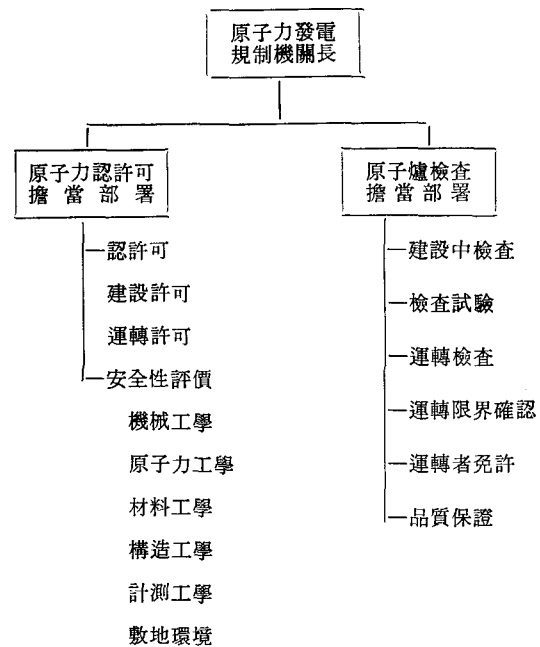 原子力發電
規制機關長
原子力認許可
擔當部署
認許可
建設許可
運轉許可
安全性評價
機械工學
原子力工學
材料工學
構造工學
計測工學
敷地環境
原子爐檢查
擔當部署
建設中檢查
檢查試驗
運轉檢查
運轉限界確認
運轉者免許
品質保證